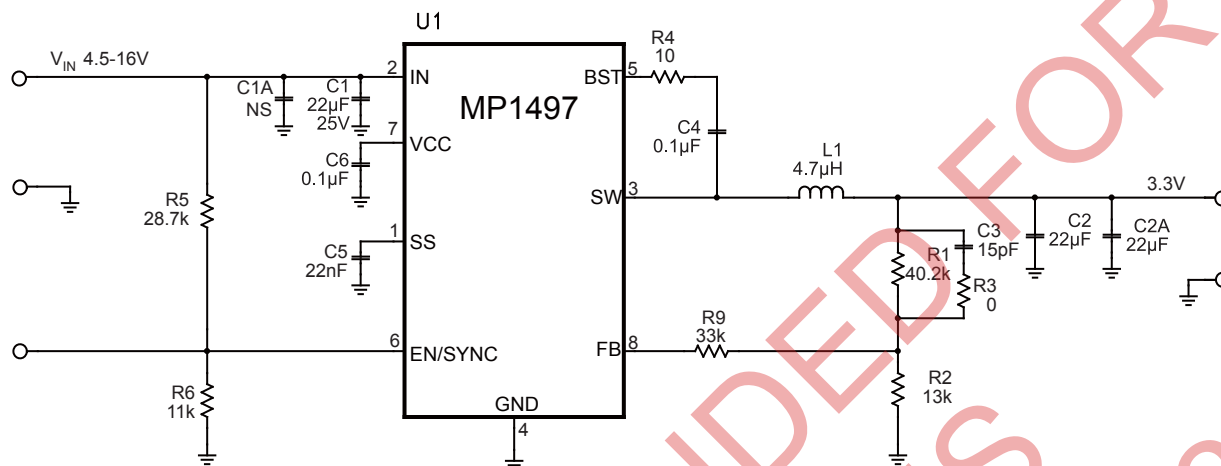 U1
V_IN 4.5-16V
2
IN
C1A
NS
C1
22µF
25V
MP1497
BST
5
R4
10
7
VCC
C6
0.1µF
C4
0.1µF
L1
4.7µH
SW
3
3.3V
R5
28.7k
1
SS
C5
22nF
C3
15pF
R1
40.2k
R3
0
C2
22µF
C2A
22µF
6
EN/SYNC
FB
8
R9
33k
R6
11k
GND
4
R2
13k
DED FOR